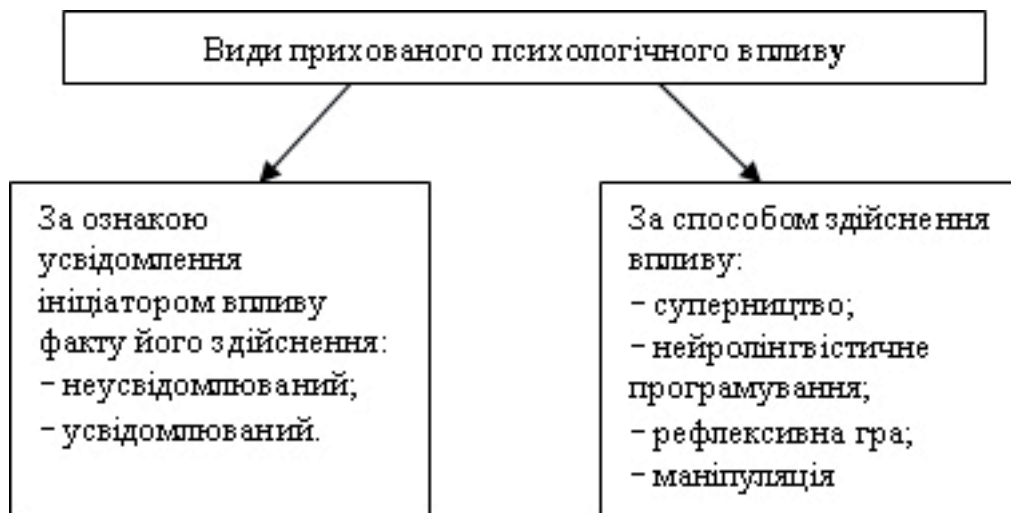 Види прихованого психологічного впливу
За ознакою
усвідомлення
ініціатором впливу
факту його здійснення:
– неусвідомлюваний;
– усвідомлюваний.
За способом здійснення
впливу:
– суперництво;
– нейролінгвістичне
програмування;
– рефлексивна гра;
– маніпуляція